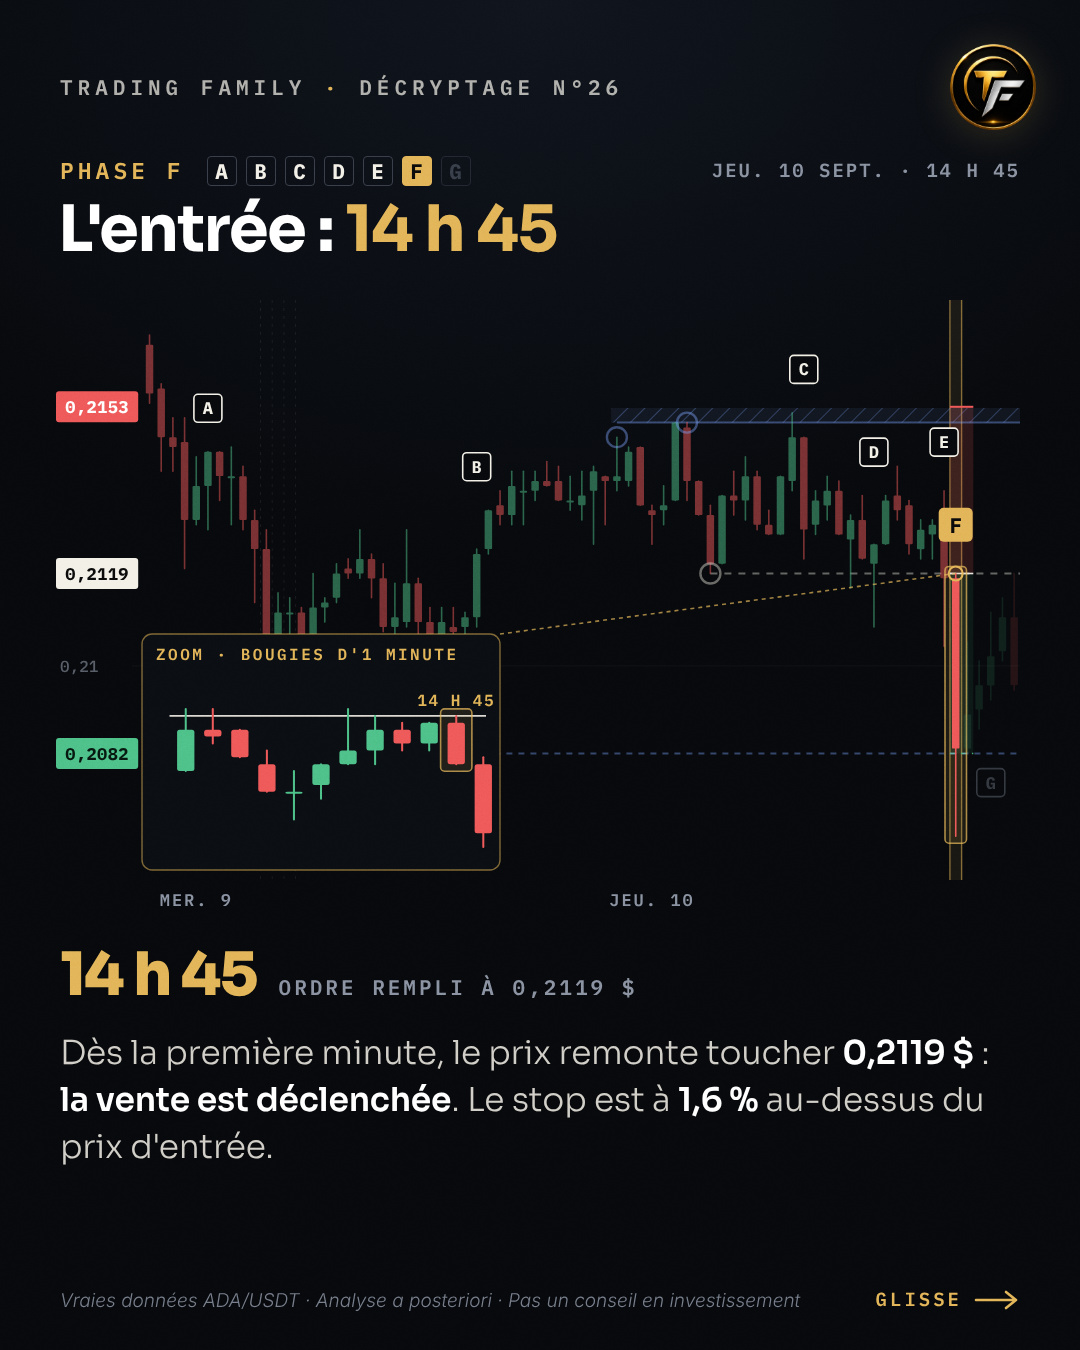 TRADING FAMILY · DÉCRYPTAGE N°26
TF
PHASE F A B C D E F G
JEU. 10 SEPT. · 14 H 45
L'entrée : 14 h 45
C
0,2153
A
B
D
E
F
0,2119
ZOOM · BOUGIES D'1 MINUTE
0,21
14 H 45
0,2082
G
MER. 9
JEU. 10
14 h 45 ORDRE REMPLI À 0,2119 $
Dès la première minute, le prix remonte toucher 0,2119 $ :
la vente est déclenchée. Le stop est à 1,6 % au-dessus du
prix d'entrée.
Vraies données ADA/USDT · Analyse a posteriori · Pas un conseil en investissement
GLISSE →